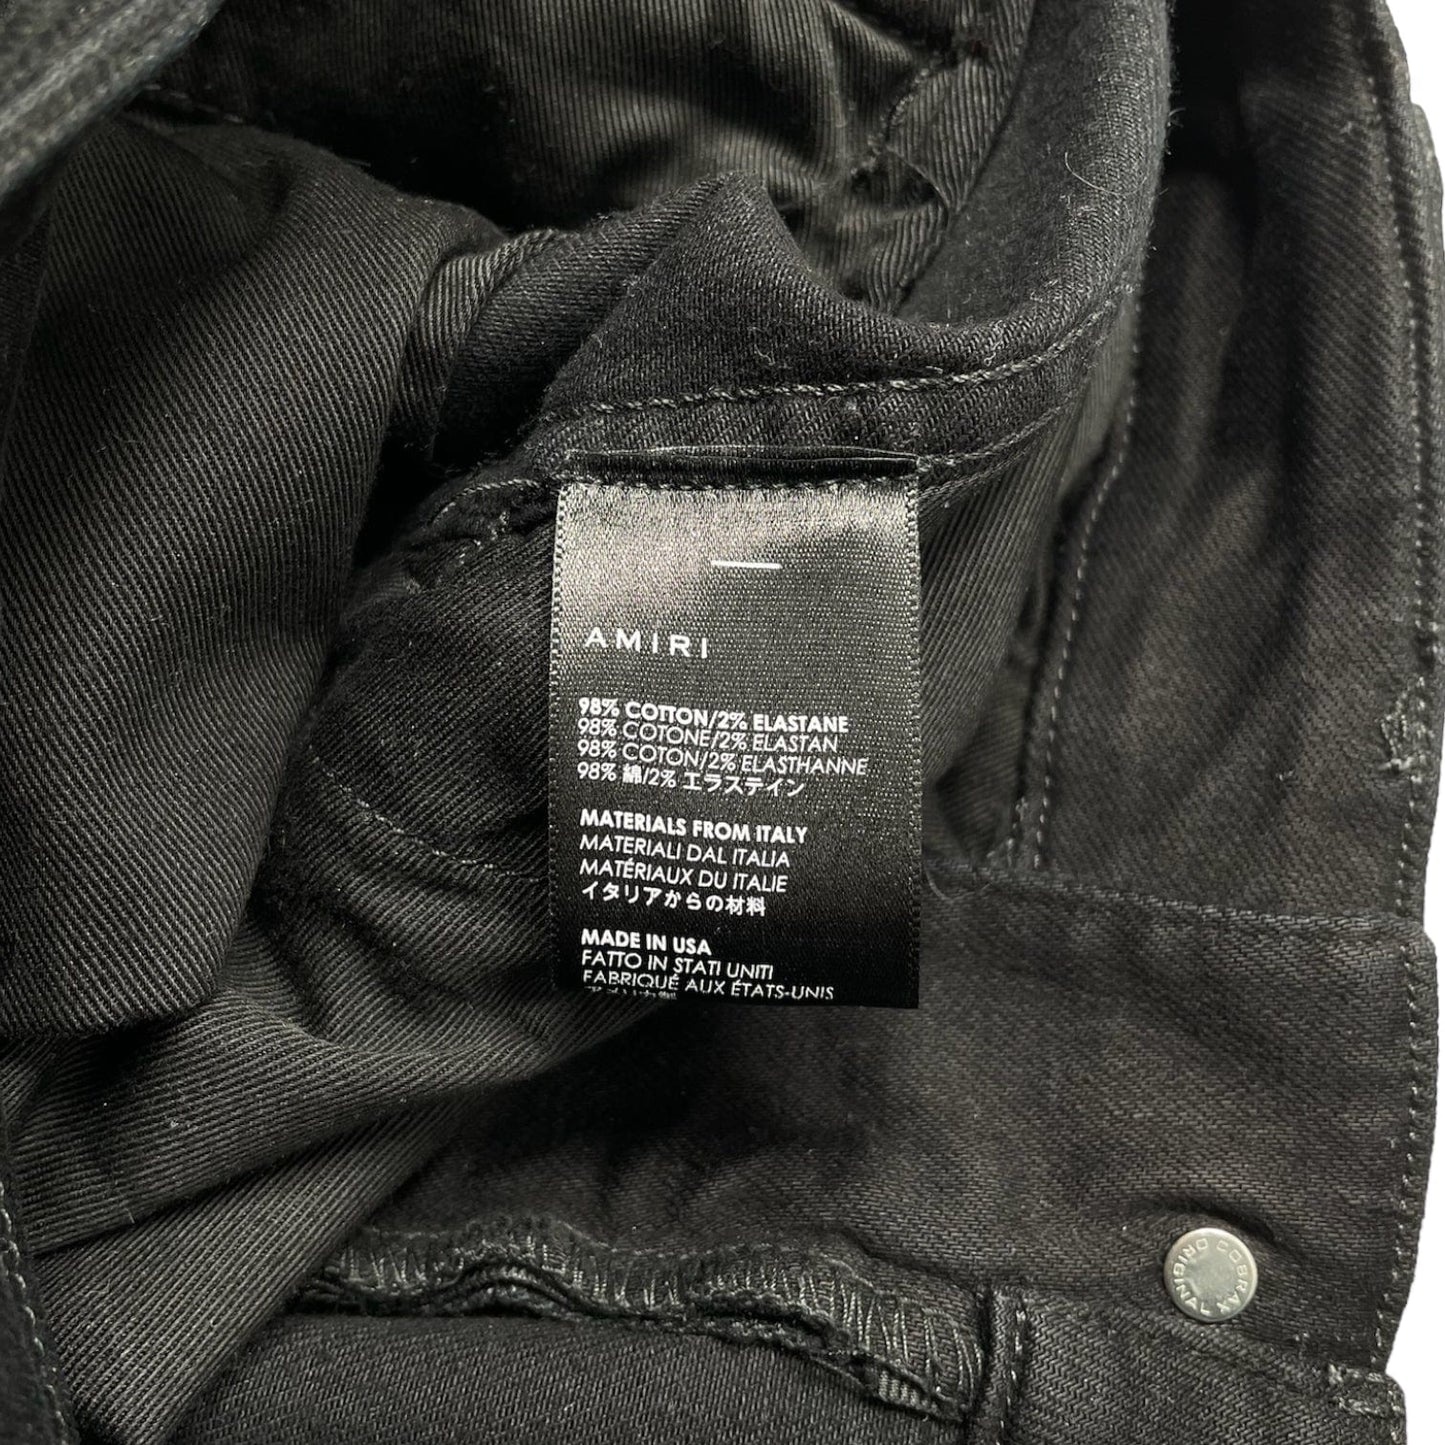 AMIRI
98% COTTON/2% ELASTANE
98% COTONE/2% ELASTAN
98% COTON/2% ELASTHANNE
98% 綿/2% エラステイン
MATERIALS FROM ITALY
MATERIALI DAL ITALIA
MATÉRIAUX DU ITALIE
イタリアからの材料
MADE IN USA
FATTO IN STATI UNITI
FABRIQUÉ AUX ÉTATS-UNIS
COBRAX
ORIGINAL